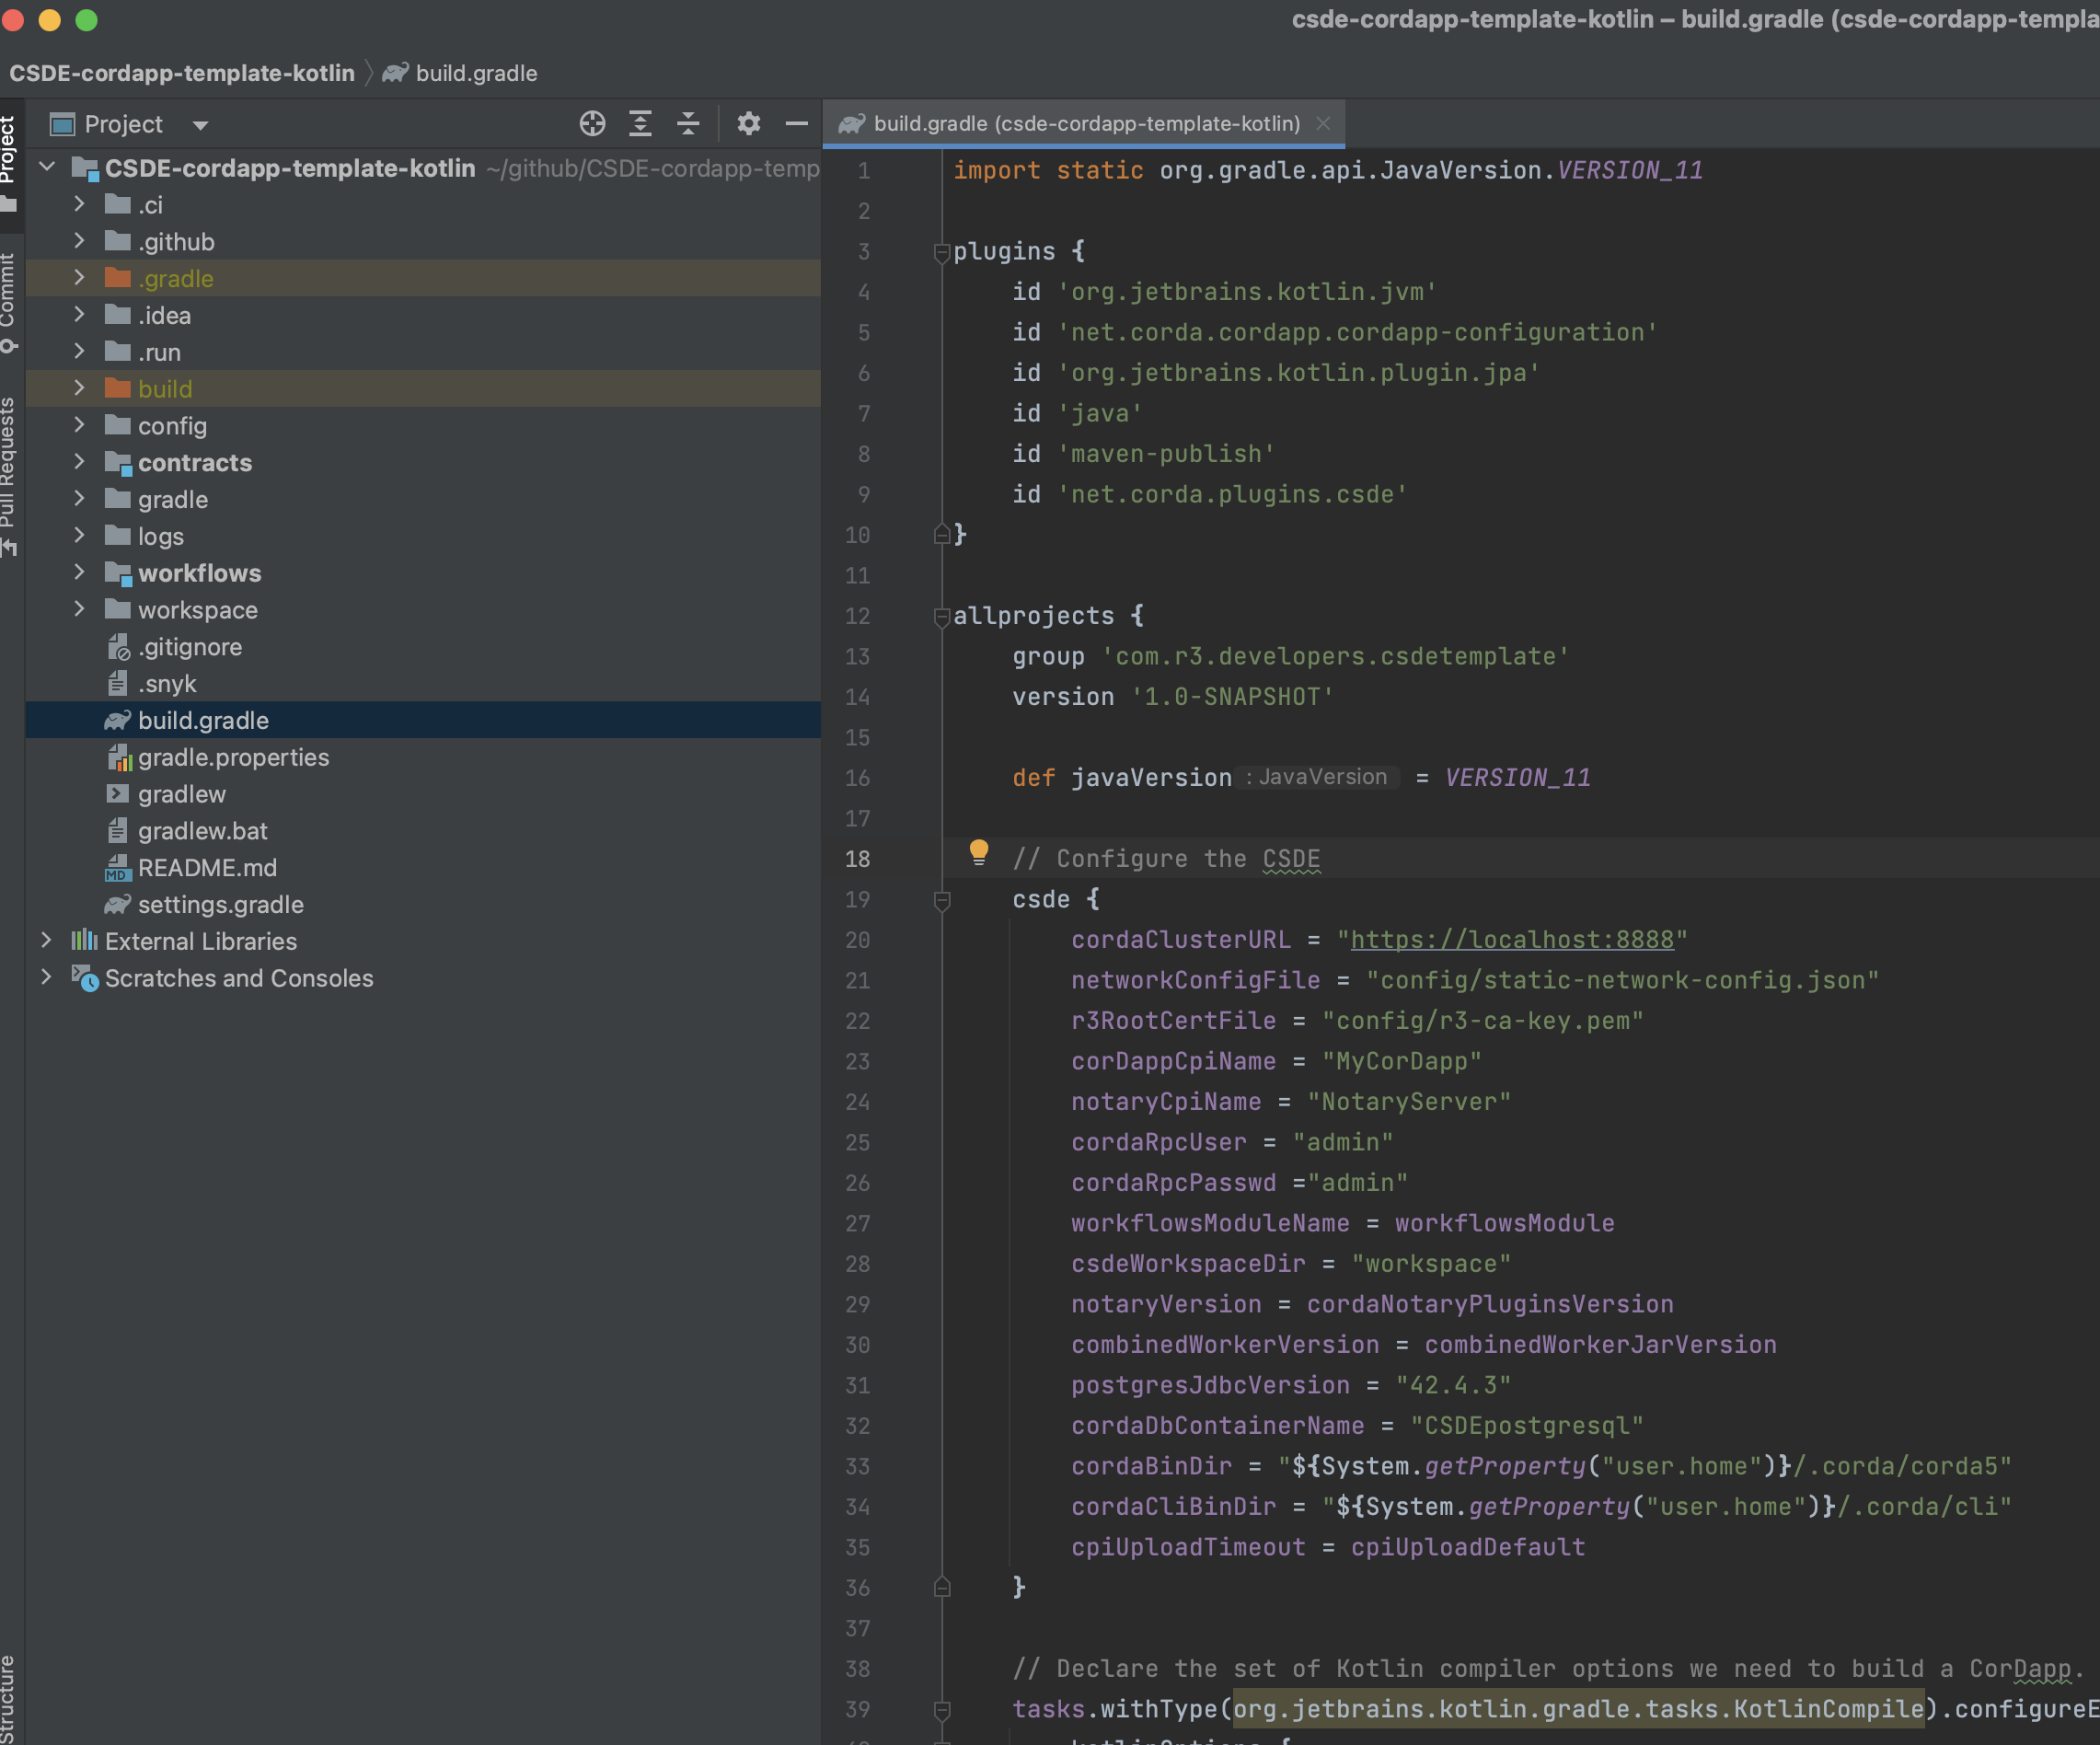 csde-cordapp-template-kotlin – build.gradle (csde-cordapp-templa
CSDE-cordapp-template-kotlin
build.gradle
Project
Commit
Pull Requests
Structure
Project
CSDE-cordapp-template-kotlin ~/github/CSDE-cordapp-temp
.ci
.github
.gradle
.idea
.run
build
config
contracts
gradle
logs
workflows
workspace
.gitignore
.snyk
build.gradle
gradle.properties
gradlew
gradlew.bat
README.md
settings.gradle
External Libraries
Scratches and Consoles
build.gradle (csde-cordapp-template-kotlin)
1 import static org.gradle.api.JavaVersion.VERSION_11
2
3 plugins {
4 id 'org.jetbrains.kotlin.jvm'
5 id 'net.corda.cordapp.cordapp-configuration'
6 id 'org.jetbrains.kotlin.plugin.jpa'
7 id 'java'
8 id 'maven-publish'
9 id 'net.corda.plugins.csde'
10 }
11
12 allprojects {
13 group 'com.r3.developers.csdetemplate'
14 version '1.0-SNAPSHOT'
15
16 def javaVersion : JavaVersion = VERSION_11
17
18 // Configure the CSDE
19 csde {
20 cordaClusterURL = "https://localhost:8888"
21 networkConfigFile = "config/static-network-config.json"
22 r3RootCertFile = "config/r3-ca-key.pem"
23 corDappCpiName = "MyCorDapp"
24 notaryCpiName = "NotaryServer"
25 cordaRpcUser = "admin"
26 cordaRpcPasswd ="admin"
27 workflowsModuleName = workflowsModule
28 csdeWorkspaceDir = "workspace"
29 notaryVersion = cordaNotaryPluginsVersion
30 combinedWorkerVersion = combinedWorkerJarVersion
31 postgresJdbcVersion = "42.4.3"
32 cordaDbContainerName = "CSDEpostgresql"
33 cordaBinDir = "${System.getProperty("user.home")}/.corda/corda5"
34 cordaCliBinDir = "${System.getProperty("user.home")}/.corda/cli"
35 cpiUploadTimeout = cpiUploadDefault
36 }
37
38 // Declare the set of Kotlin compiler options we need to build a CorDapp.
39 tasks.withType(org.jetbrains.kotlin.gradle.tasks.KotlinCompile).configureE